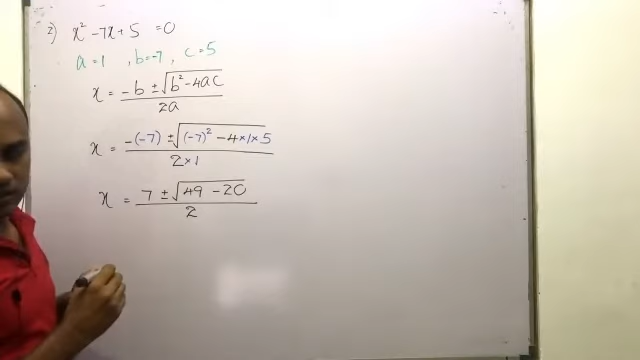 2) x² - 7x + 5 = 0
a = 1 , b = -7 , c = 5
x = -b ± √(b² - 4ac) / 2a
x = -(-7) ± √((-7)² - 4×1×5) / 2×1
x = 7 ± √(49 - 20) / 2